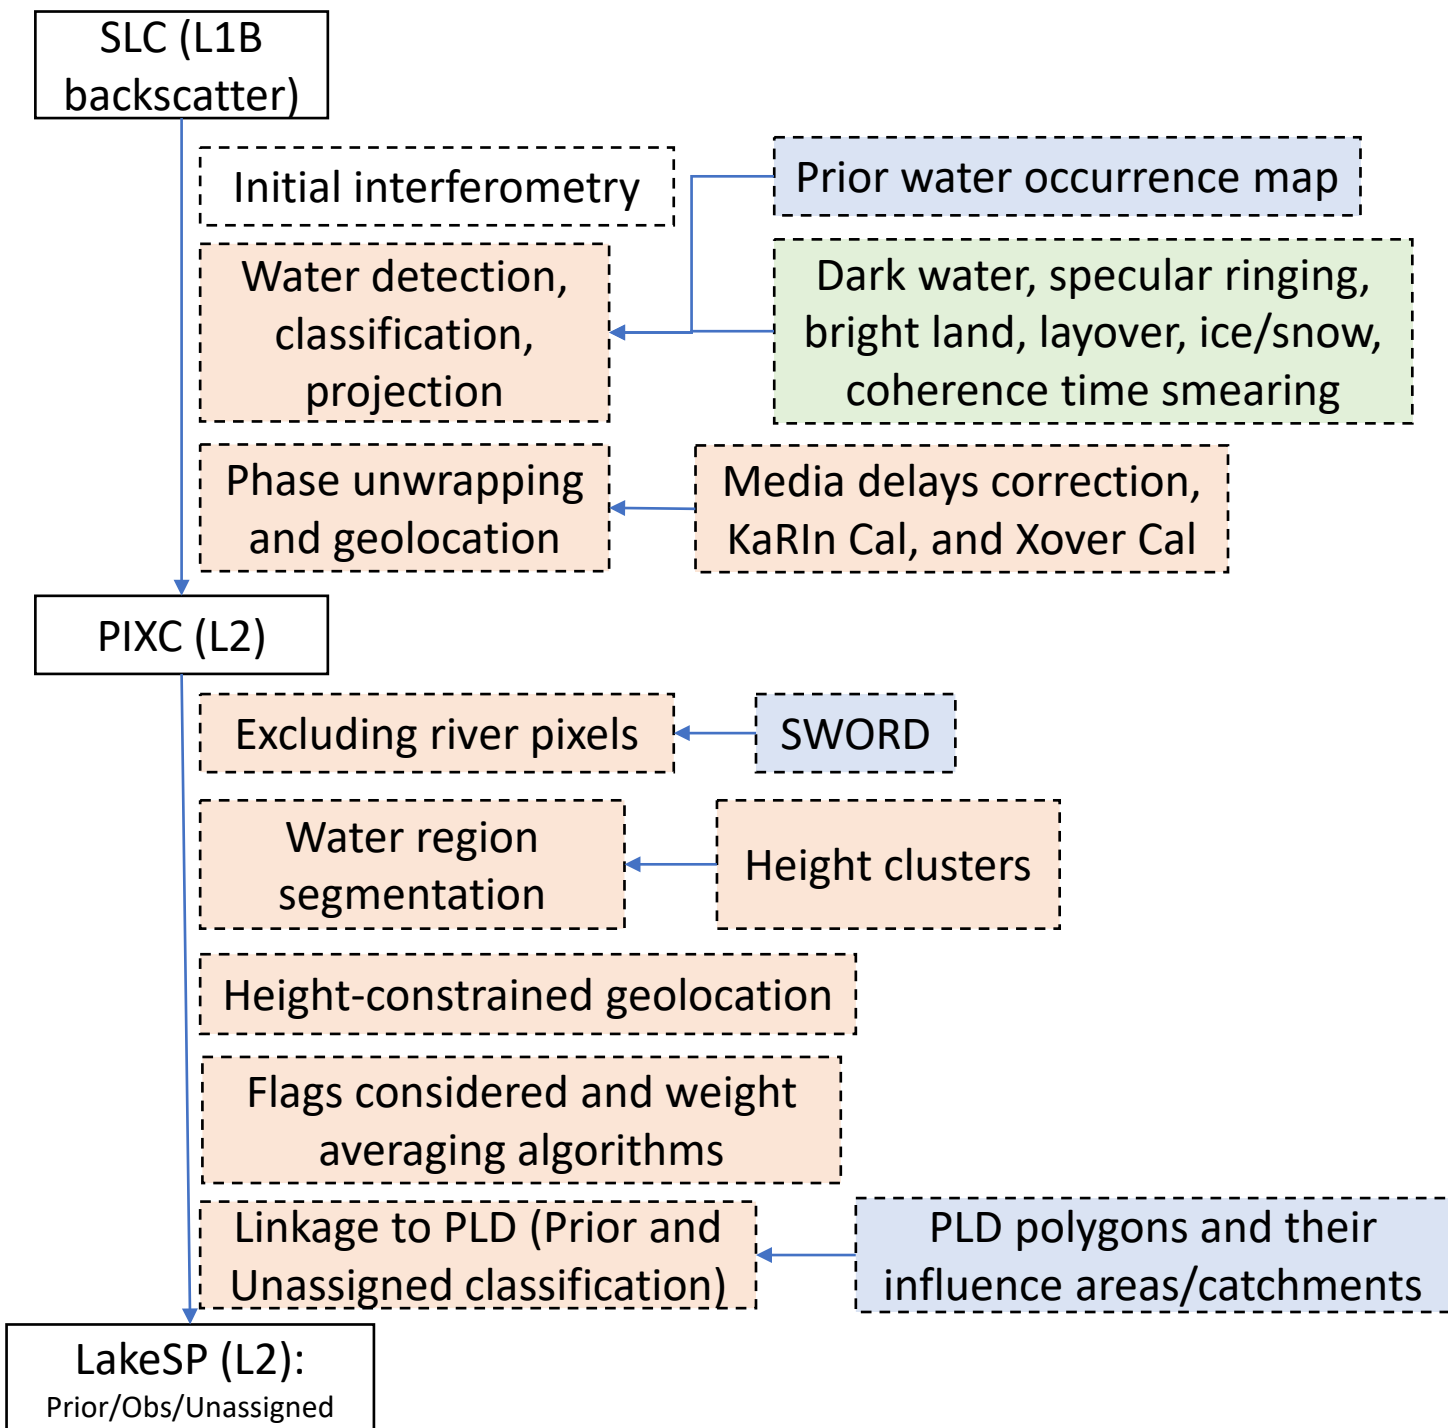 SLC (L1B
backscatter)
Initial interferometry
Prior water occurrence map
Water detection,
classification,
projection
Dark water, specular ringing,
bright land, layover, ice/snow,
coherence time smearing
Phase unwrapping
and geolocation
Media delays correction,
KaRIn Cal, and Xover Cal
PIXC (L2)
Excluding river pixels
SWORD
Water region
segmentation
Height clusters
Height-constrained geolocation
Flags considered and weight
averaging algorithms
Linkage to PLD (Prior and
Unassigned classification)
PLD polygons and their
influence areas/catchments
LakeSP (L2):
Prior/Obs/Unassigned